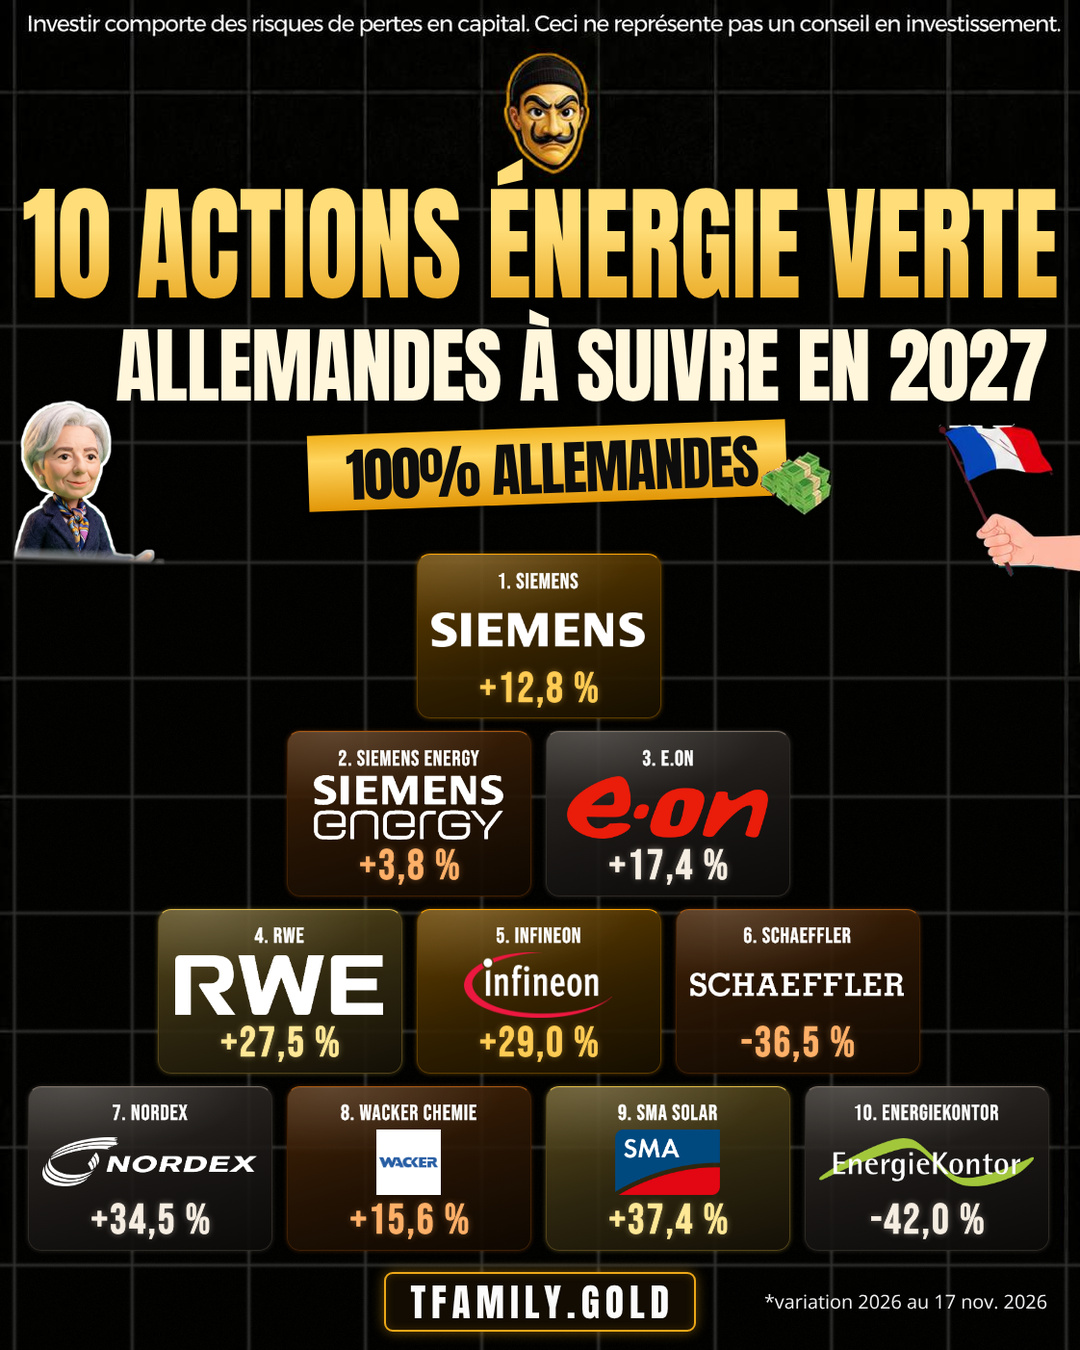 Investir comporte des risques de pertes en capital. Ceci ne représente pas un conseil en investissement.
10 ACTIONS ÉNERGIE VERTE
ALLEMANDES À SUIVRE EN 2027
100% ALLEMANDES
1. SIEMENS
SIEMENS
+12,8 %
2. SIEMENS ENERGY
SIEMENS
energy
+3,8 %
3. E.ON
e·on
+17,4 %
4. RWE
RWE
+27,5 %
5. INFINEON
infineon
+29,0 %
6. SCHAEFFLER
SCHAEFFLER
-36,5 %
7. NORDEX
NORDEX
+34,5 %
8. WACKER CHEMIE
WACKER
+15,6 %
9. SMA SOLAR
SMA
+37,4 %
10. ENERGIEKONTOR
EnergieKontor
-42,0 %
TFAMILY.GOLD
*variation 2026 au 17 nov. 2026